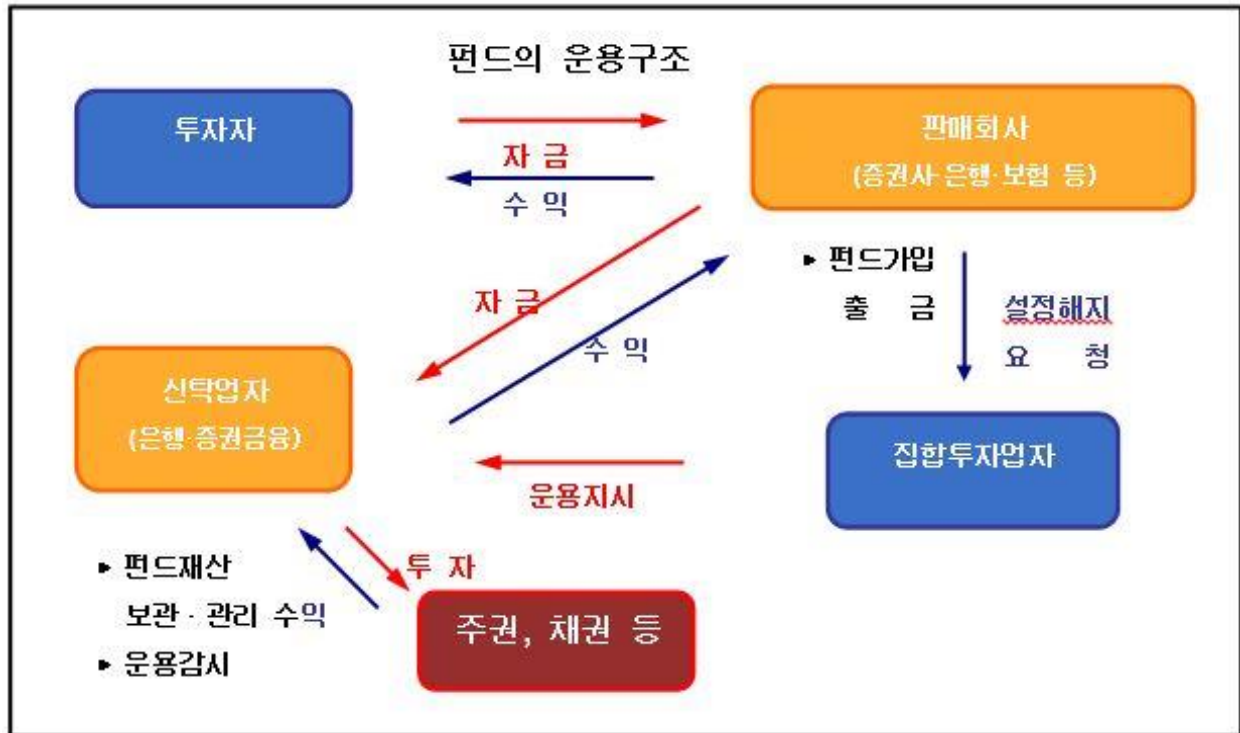 펀드의 운용구조
투자자
판매회사
(증권사·은행·보험 등)
자 금
수 익
▸ 펀드가입
출 금
설정해지
요 청
자 금
수 익
신탁업자
(은행·증권금융)
집합투자업자
운용지시
▸ 펀드재산
보관·관리 수익
▸ 운용감시
투 자
주권, 채권 등